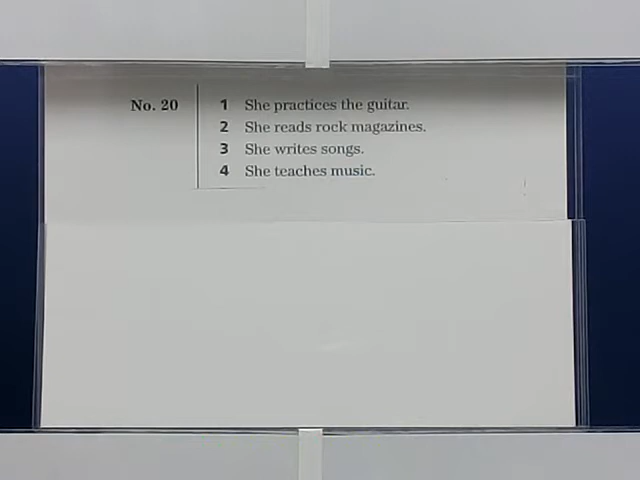 No. 20 1 She practices the guitar.
2 She reads rock magazines.
3 She writes songs.
4 She teaches music.